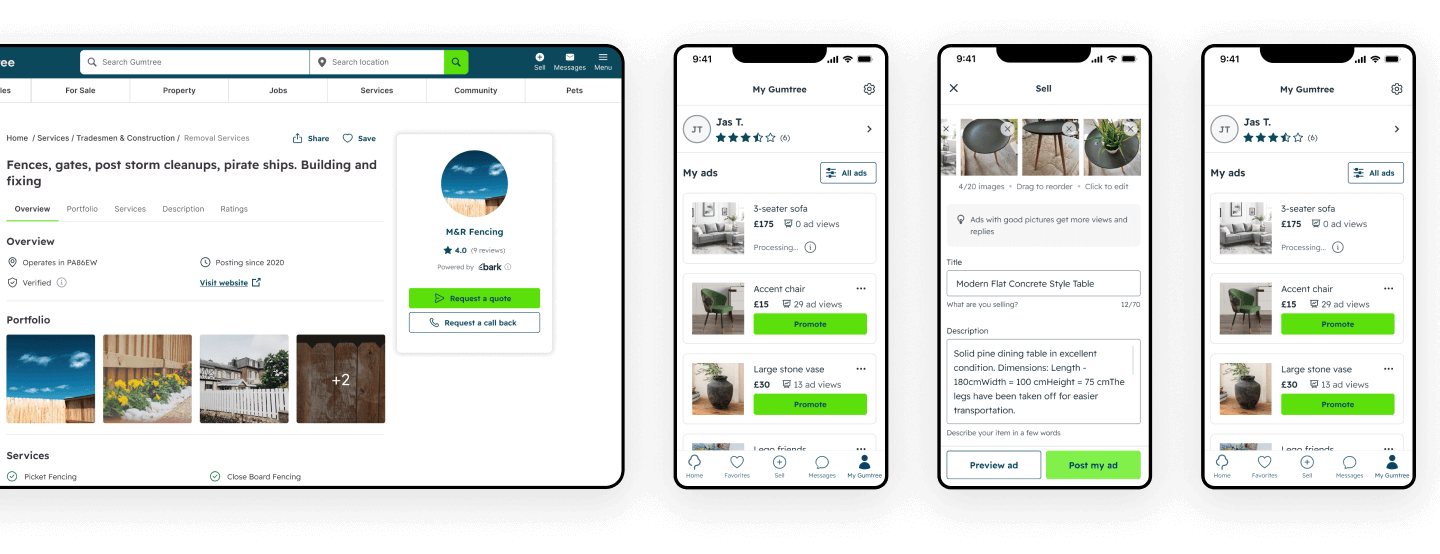 ree
Search Gumtree
Search location
Sell
Messages
Menu
les
For Sale
Property
Jobs
Services
Community
Pets
Home / Services / Tradesmen & Construction / Removal Services
Share
Save
Fences, gates, post storm cleanups, pirate ships. Building and
fixing
Overview
Portfolio
Services
Description
Ratings
Overview
Operates in PA86EW
Posting since 2020
Verified
Visit website
Portfolio
+2
Services
Picket Fencing
Close Board Fencing
M&R Fencing
4.0 (9 reviews)
Powered by bark
Request a quote
Request a call back
9:41
My Gumtree
JT
Jas T.
(6)
My ads
All ads
3-seater sofa
£175
0 ad views
Processing...
Accent chair
£15
29 ad views
Promote
Large stone vase
£30
13 ad views
Promote
Lego friends
Home
Favorites
Sell
Messages
My Gumtree
9:41
Sell
4/20 images • Drag to reorder • Click to edit
Ads with good pictures get more views and
replies
Title
Modern Flat Concrete Style Table
What are you selling?
12/70
Description
Solid pine dining table in excellent
condition. Dimensions: Length -
180cmWidth = 100 cmHeight = 75 cmThe
legs have been taken off for easier
transportation.
Describe your item in a few words
Preview ad
Post my ad
9:41
My Gumtree
JT
Jas T.
(6)
My ads
All ads
3-seater sofa
£175
0 ad views
Processing...
Accent chair
£15
29 ad views
Promote
Large stone vase
£30
13 ad views
Promote
Lego friends
Home
Favorites
Sell
Messages
My Gumtree